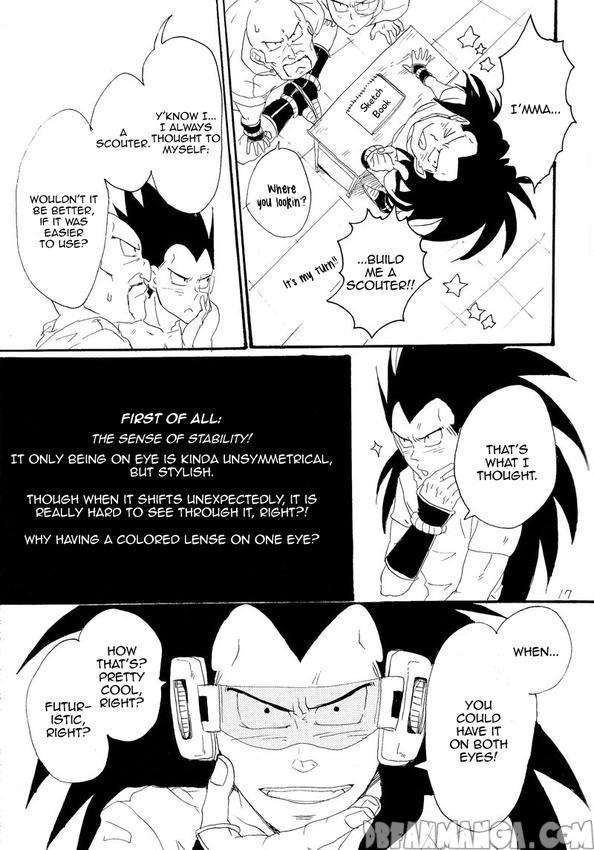 I'MMA...
Sketch
Book
Where
you lookin?
It's my turn!!
...BUILD
ME A
SCOUTER!!
Y'KNOW I...
I ALWAYS
THOUGHT TO
MYSELF:
A
SCOUTER.
WOULDN'T IT
BE BETTER,
IF IT WAS
EASIER
TO USE?
THAT'S
WHAT I
THOUGHT.
17
FIRST OF ALL:
THE SENSE OF STABILITY!
IT ONLY BEING ON EYE IS KINDA UNSYMMETRICAL,
BUT STYLISH.
THOUGH WHEN IT SHIFTS UNEXPECTEDLY, IT IS
REALLY HARD TO SEE THROUGH IT, RIGHT?!
WHY HAVING A COLORED LENSE ON ONE EYE?
WHEN...
YOU
COULD
HAVE IT
ON BOTH
EYES!
HOW
THAT'S?
PRETTY
COOL,
RIGHT?
FUTUR-
ISTIC,
RIGHT?
DBFAKMANGA.COM